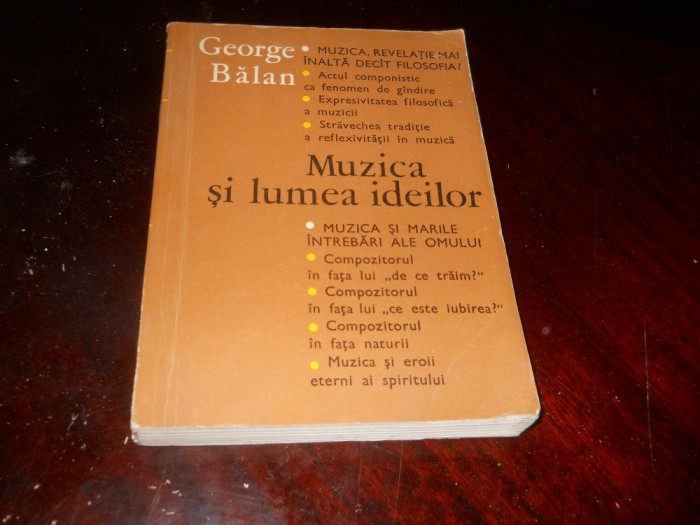 George
Bălan
• MUZICA, REVELAȚIE MAI
ÎNALTĂ DECÎT FILOSOFIA?
• Actul componistic
ca fenomen de gîndire
• Expresivitatea filosofică
a muzicii
• Străvechea tradiție
a reflexivității în muzică
Muzica
și lumea ideilor
• MUZICA ȘI MARILE
ÎNTREBĂRI ALE OMULUI
• Compozitorul
în fața lui „de ce trăim?“
• Compozitorul
în fața lui „ce este iubirea?“
• Compozitorul
în fața naturii
• Muzica și eroii
eterni ai spiritului